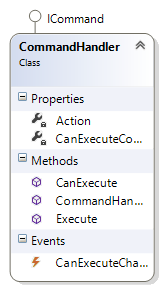 ICommand
CommandHandler
Class
Properties
Action
CanExecuteCo...
Methods
CanExecute
CommandHan...
Execute
Events
CanExecuteCha...